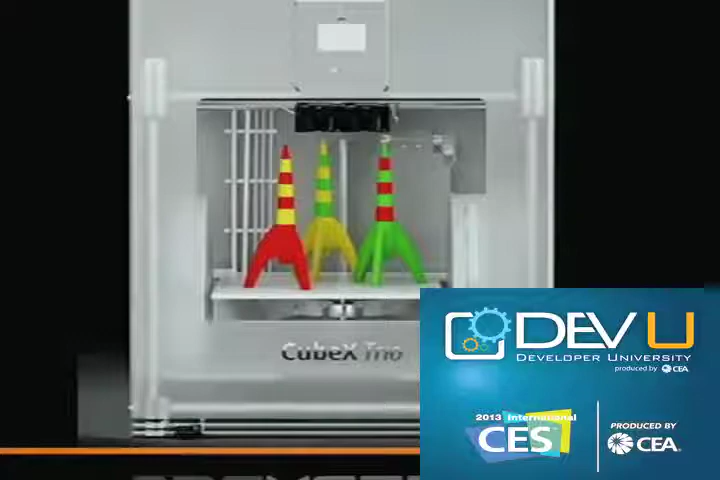 CubeX Trio
DEV U
DEVELOPER UNIVERSITY
produced by CEA
2013 International
CES
PRODUCED BY
CEA